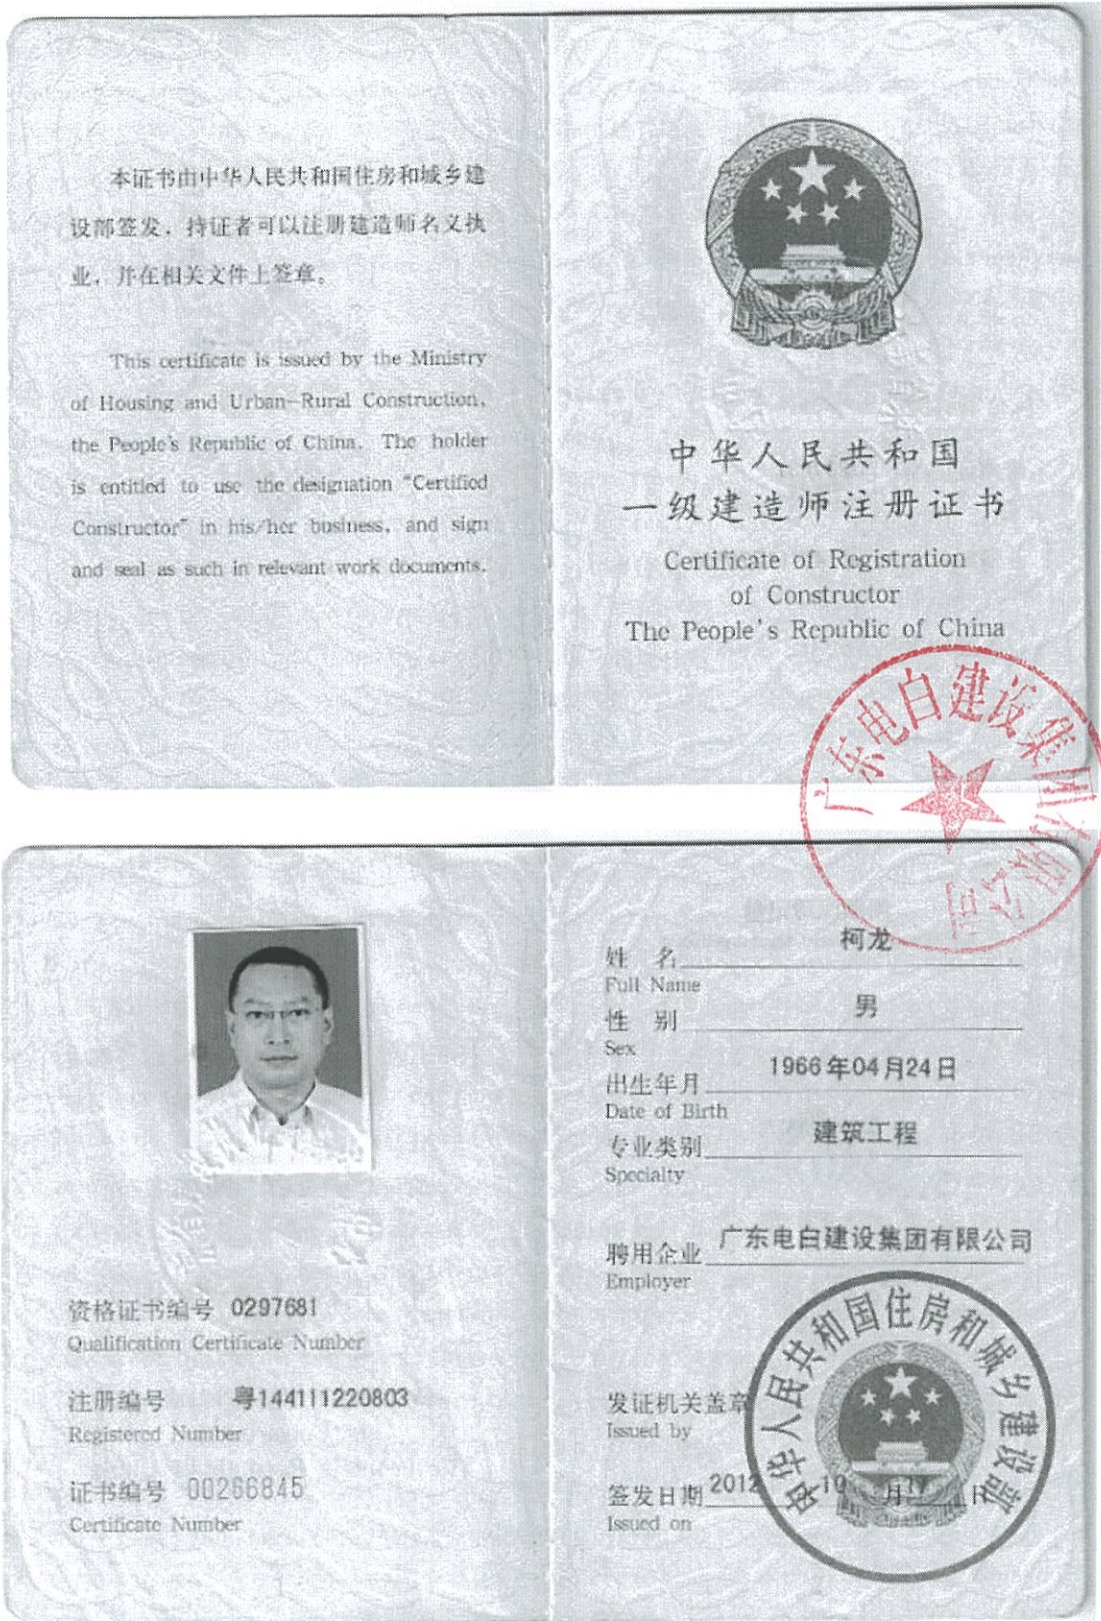 本证书由中华人民共和国住房和城乡建
设部签发，持证者可以注册建造师名义执
业，并在相关文件上签章。
This certificate is issued by the Ministry
of Housing and Urban-Rural Construction,
the People's Republic of China. The holder
is entitled to use the designation "Certified
Constructor" in his/her business, and sign
and seal as such in relevant work documents.
中华人民共和国
一级建造师注册证书
Certificate of Registration
of Constructor
The People's Republic of China
广东电白建设集团有限公司
资格证书编号 0297681
Qualification Certificate Number
注册编号 粤144111220803
Registered Number
证书编号 00266845
Certificate Number
姓 名 柯龙
Full Name
性 别 男
Sex
出生年月 1966年04月24日
Date of Birth
专业类别 建筑工程
Specialty
聘用企业 广东电白建设集团有限公司
Employer
中华人民共和国住房和城乡建设部
发证机关盖章
Issued by
签发日期 2012 10 月 17 日
Issued on